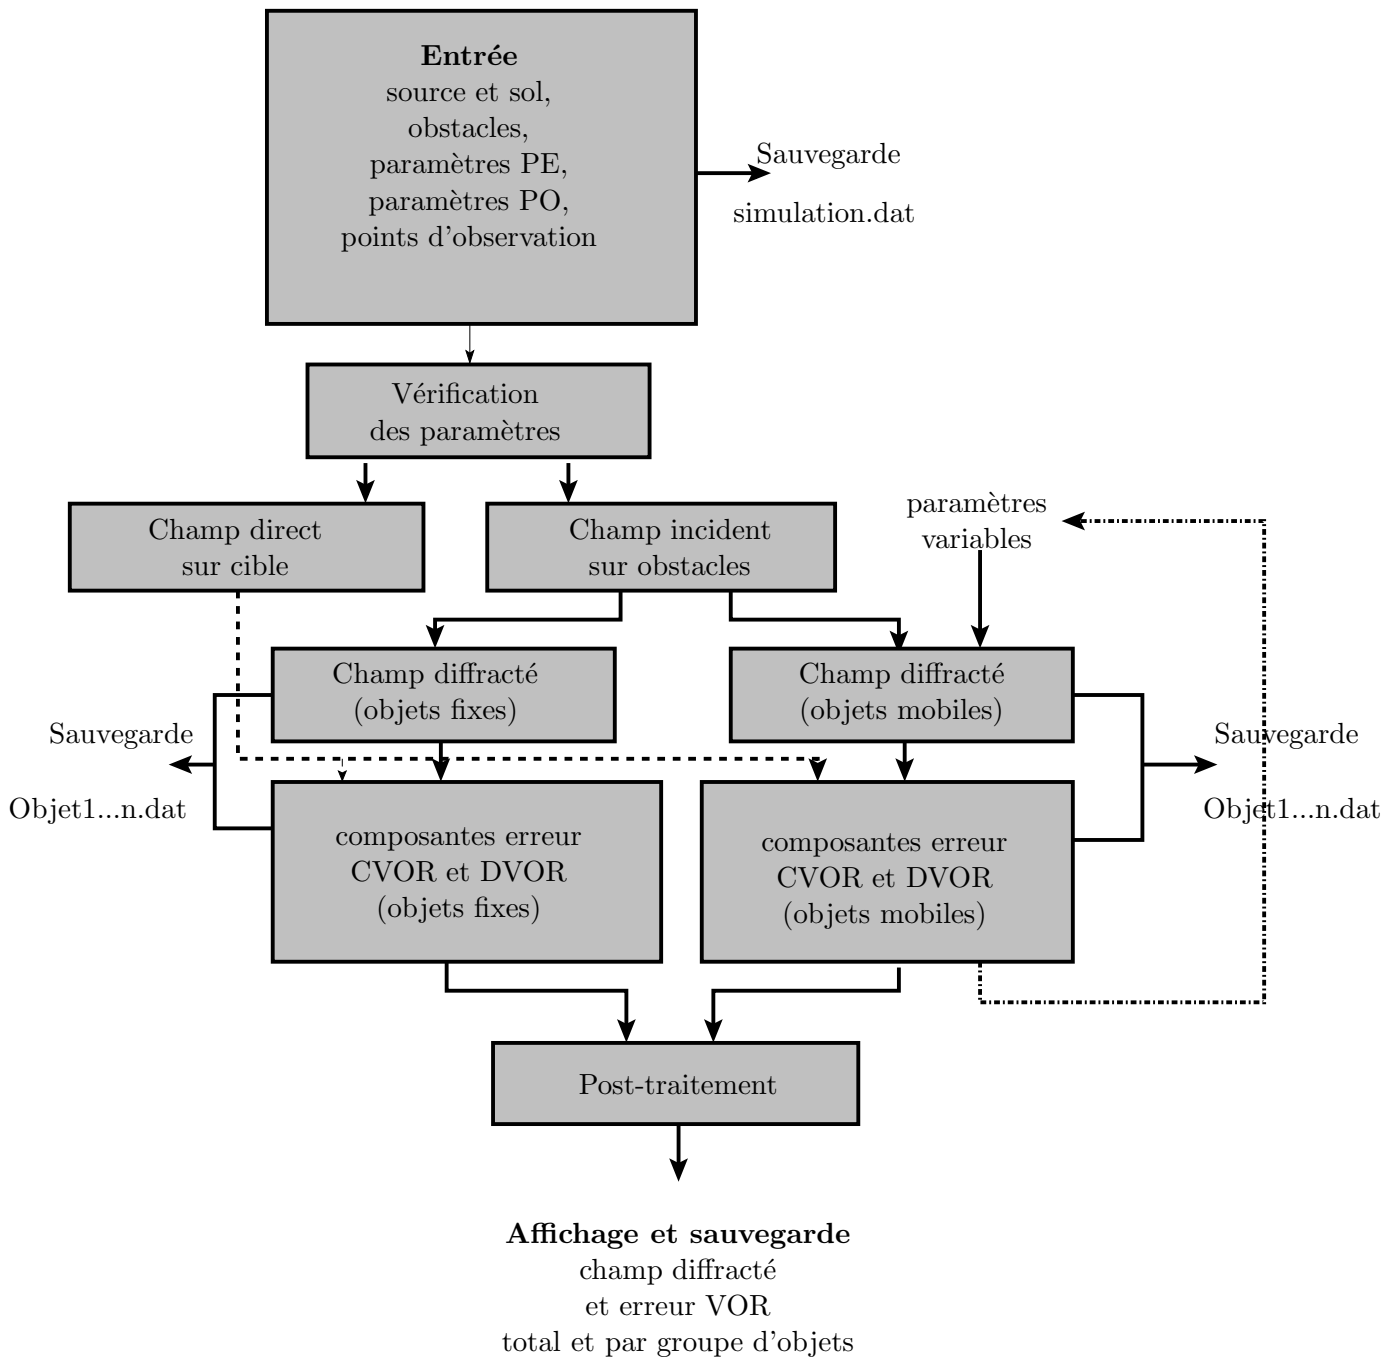 Entrée
source et sol,
obstacles,
paramètres PE,
paramètres PO,
points d'observation
Sauvegarde
simulation.dat
Vérification
des paramètres
Champ direct
sur cible
Champ incident
sur obstacles
paramètres
variables
Champ diffracté
(objets fixes)
Champ diffracté
(objets mobiles)
Sauvegarde
Objet1...n.dat
Sauvegarde
Objet1...n.dat
composantes erreur
CVOR et DVOR
(objets fixes)
composantes erreur
CVOR et DVOR
(objets mobiles)
Post-traitement
Affichage et sauvegarde
champ diffracté
et erreur VOR
total et par groupe d'objets